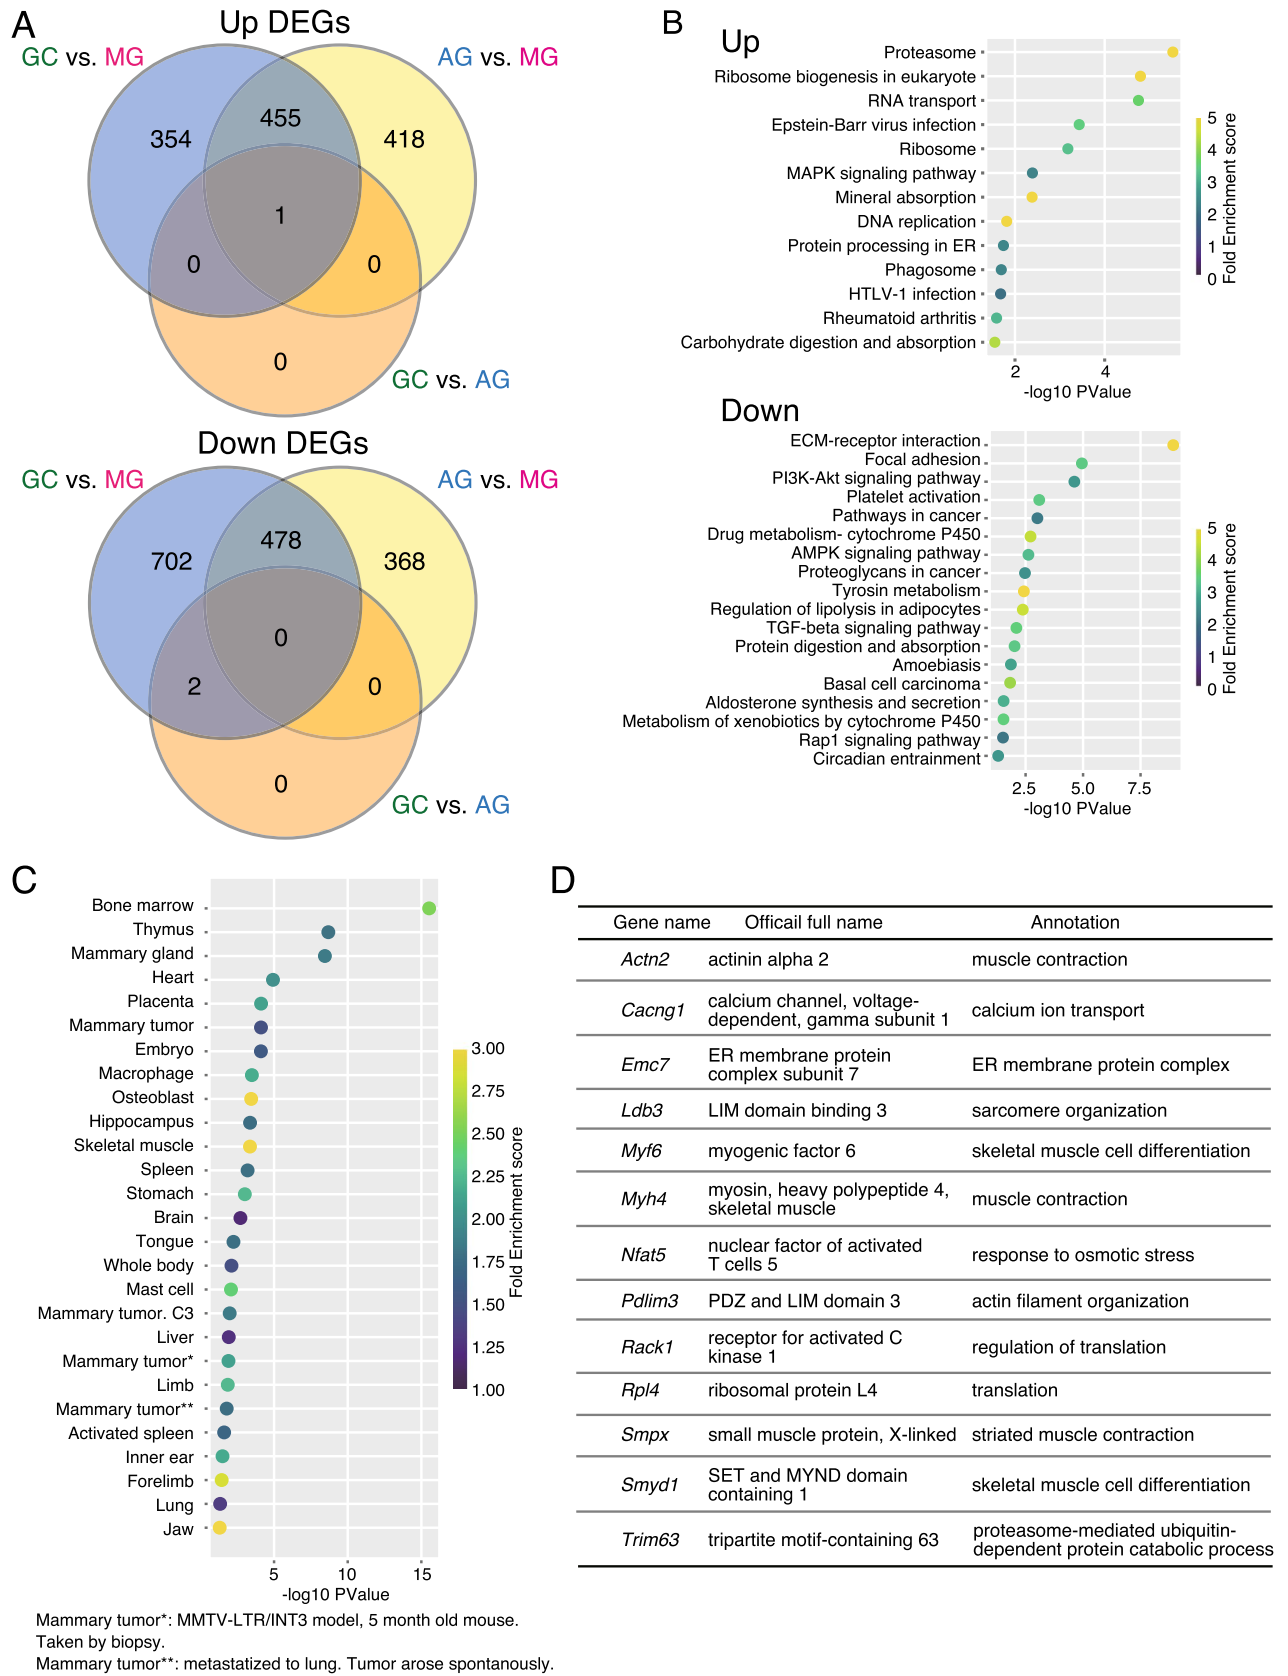 A
Up DEGs
GC vs. MG
AG vs. MG
354
455
418
1
0
0
0
GC vs. AG
Down DEGs
GC vs. MG
AG vs. MG
702
478
368
0
2
0
0
GC vs. AG
B
Up
Proteasome
Ribosome biogenesis in eukaryote
RNA transport
Epstein-Barr virus infection
Ribosome
MAPK signaling pathway
Mineral absorption
DNA replication
Protein processing in ER
Phagosome
HTLV-1 infection
Rheumatoid arthritis
Carbohydrate digestion and absorption
2 4
-log10 PValue
5
4
3
2
1
0
Fold Enrichment score
Down
ECM-receptor interaction
Focal adhesion
PI3K-Akt signaling pathway
Platelet activation
Pathways in cancer
Drug metabolism- cytochrome P450
AMPK signaling pathway
Proteoglycans in cancer
Tyrosin metabolism
Regulation of lipolysis in adipocytes
TGF-beta signaling pathway
Protein digestion and absorption
Amoebiasis
Basal cell carcinoma
Aldosterone synthesis and secretion
Metabolism of xenobiotics by cytochrome P450
Rap1 signaling pathway
Circadian entrainment
2.5 5.0 7.5
-log10 PValue
5
4
3
2
1
0
Fold Enrichment score
C
Bone marrow
Thymus
Mammary gland
Heart
Placenta
Mammary tumor
Embryo
Macrophage
Osteoblast
Hippocampus
Skeletal muscle
Spleen
Stomach
Brain
Tongue
Whole body
Mast cell
Mammary tumor. C3
Liver
Mammary tumor*
Limb
Mammary tumor**
Activated spleen
Inner ear
Forelimb
Lung
Jaw
5 10 15
-log10 PValue
3.00
2.75
2.50
2.25
2.00
1.75
1.50
1.25
1.00
Fold Enrichment score
Mammary tumor*: MMTV-LTR/INT3 model, 5 month old mouse.
Taken by biopsy.
Mammary tumor**: metastatized to lung. Tumor arose spontanously.
D
Gene name Officail full name Annotation
Actn2 actinin alpha 2 muscle contraction
Cacng1 calcium channel, voltage-
dependent, gamma subunit 1 calcium ion transport
Emc7 ER membrane protein
complex subunit 7 ER membrane protein complex
Ldb3 LIM domain binding 3 sarcomere organization
Myf6 myogenic factor 6 skeletal muscle cell differentiation
Myh4 myosin, heavy polypeptide 4,
skeletal muscle muscle contraction
Nfat5 nuclear factor of activated
T cells 5 response to osmotic stress
Pdlim3 PDZ and LIM domain 3 actin filament organization
Rack1 receptor for activated C
kinase 1 regulation of translation
Rpl4 ribosomal protein L4 translation
Smpx small muscle protein, X-linked striated muscle contraction
Smyd1 SET and MYND domain
containing 1 skeletal muscle cell differentiation
Trim63 tripartite motif-containing 63 proteasome-mediated ubiquitin-
dependent protein catabolic process